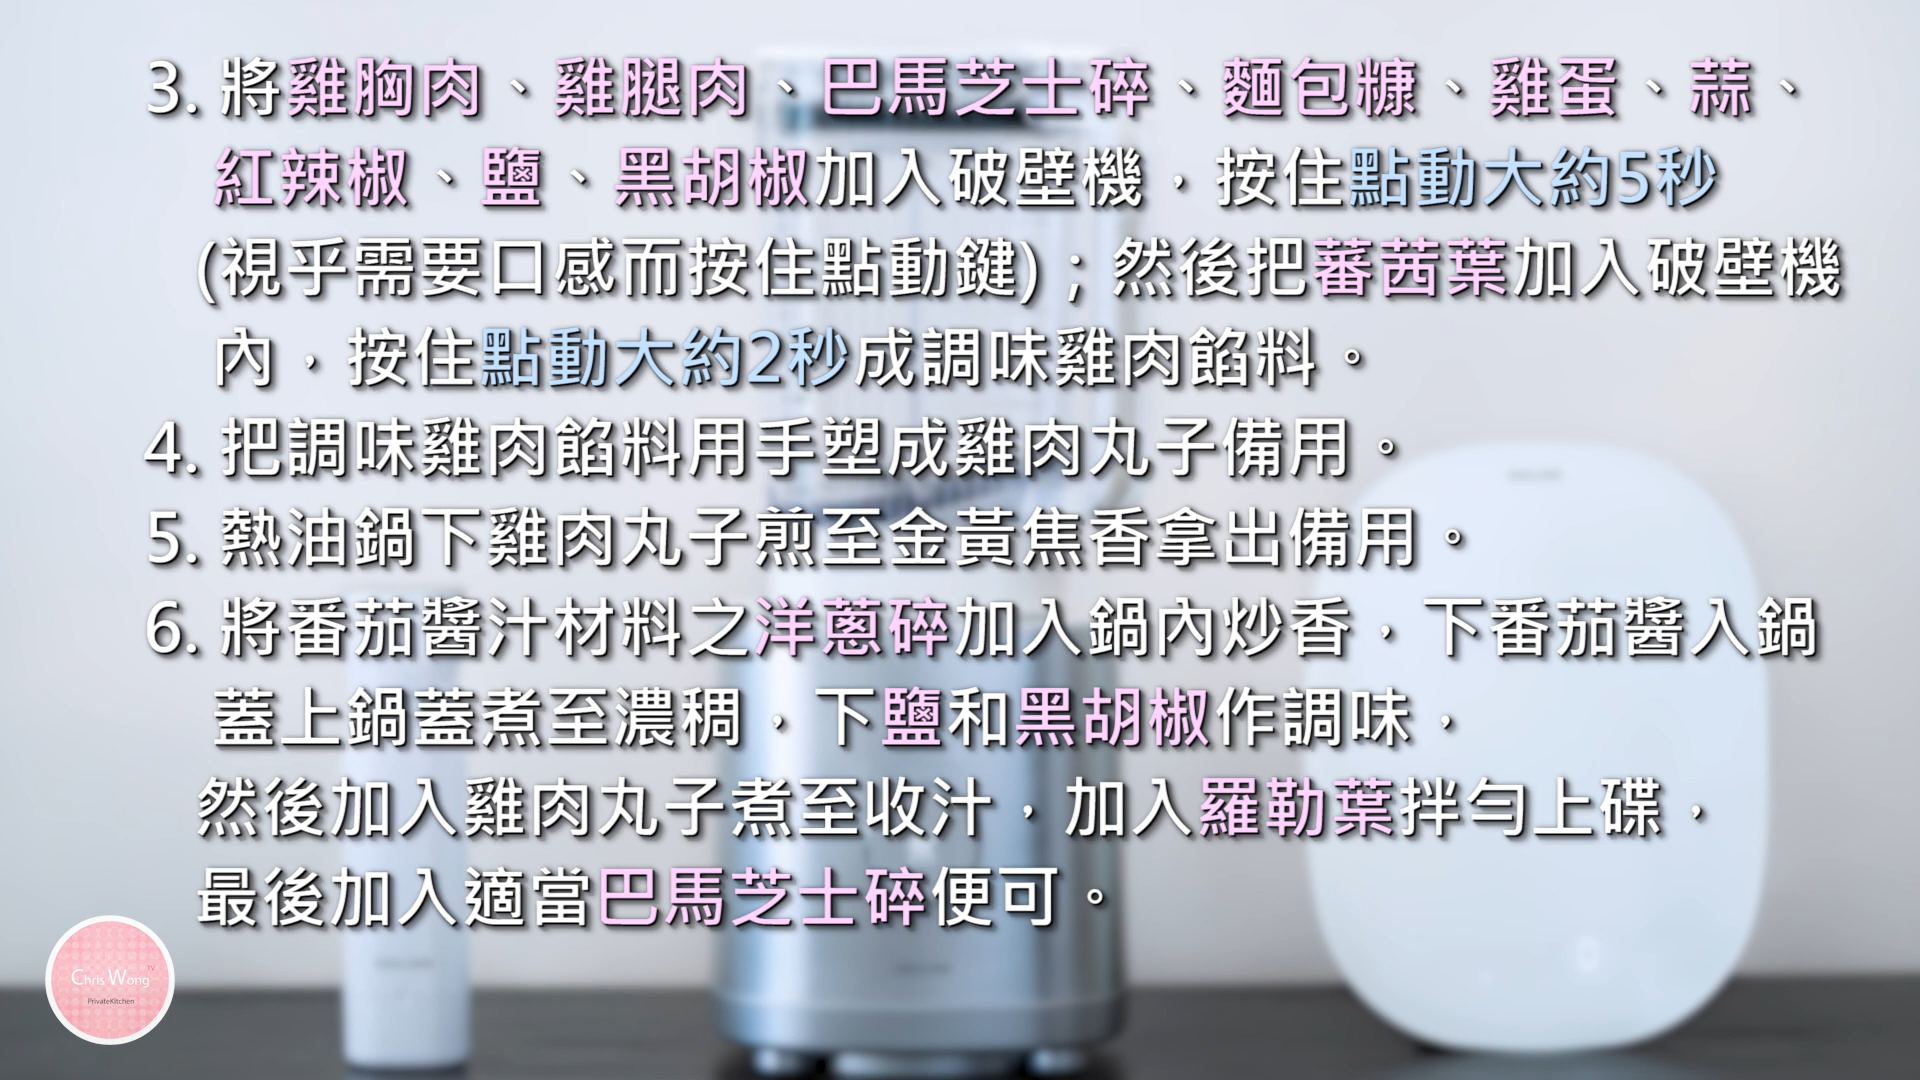 3. 將雞胸肉、雞腿肉、巴馬芝士碎、麵包糠、雞蛋、蒜、
紅辣椒、鹽、黑胡椒加入破壁機，按住點動大約5秒
(視乎需要口感而按住點動鍵)；然後把蕃茜葉加入破壁機
內，按住點動大約2秒成調味雞肉餡料。
4. 把調味雞肉餡料用手塑成雞肉丸子備用。
5. 熱油鍋下雞肉丸子煎至金黃焦香拿出備用。
6. 將番茄醬汁材料之洋蔥碎加入鍋內炒香，下番茄醬入鍋
蓋上鍋蓋煮至濃稠，下鹽和黑胡椒作調味，
然後加入雞肉丸子煮至收汁，加入羅勒葉拌勻上碟，
最後加入適當巴馬芝士碎便可。
Chris Wong TV
PrivateKitchen